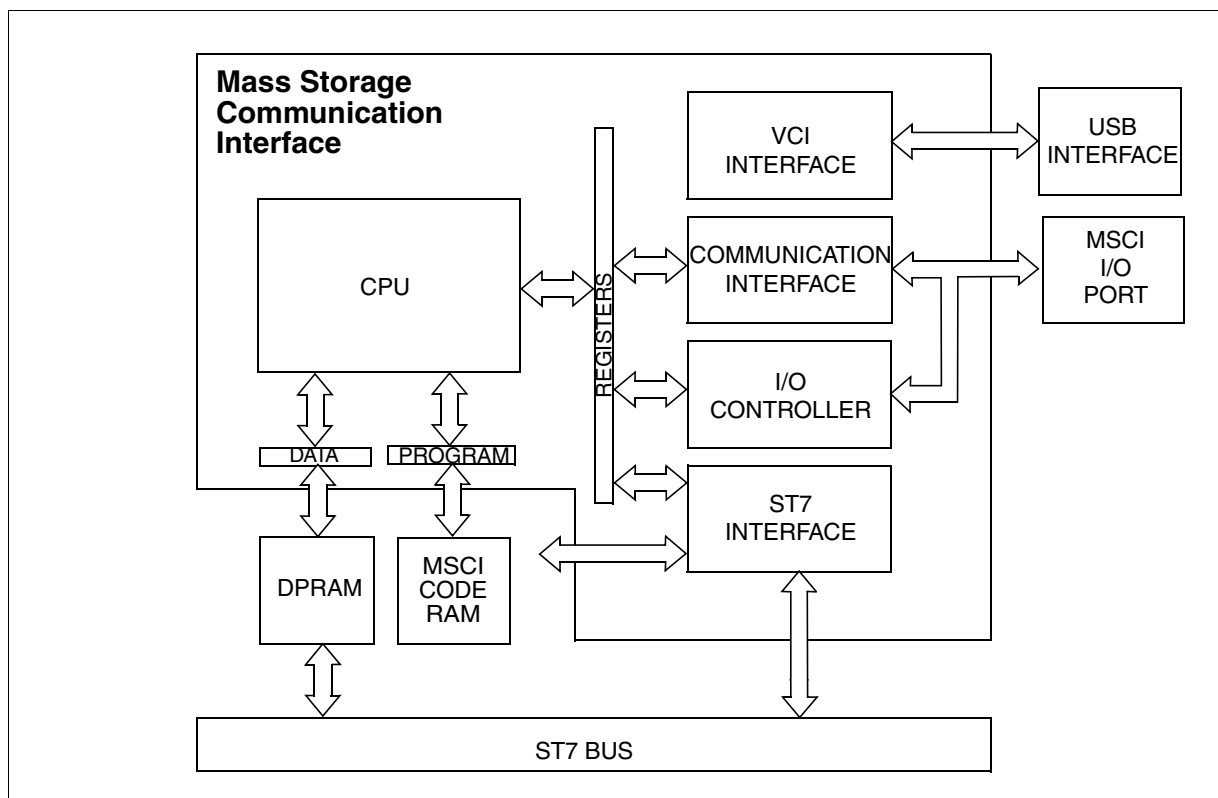 Mass Storage
Communication
Interface
VCI
INTERFACE
USB
INTERFACE
CPU
REGISTERS
COMMUNICATION
INTERFACE
MSCI
I/O
PORT
I/O
CONTROLLER
DATA
PROGRAM
ST7
INTERFACE
DPRAM
MSCI
CODE
RAM
ST7 BUS